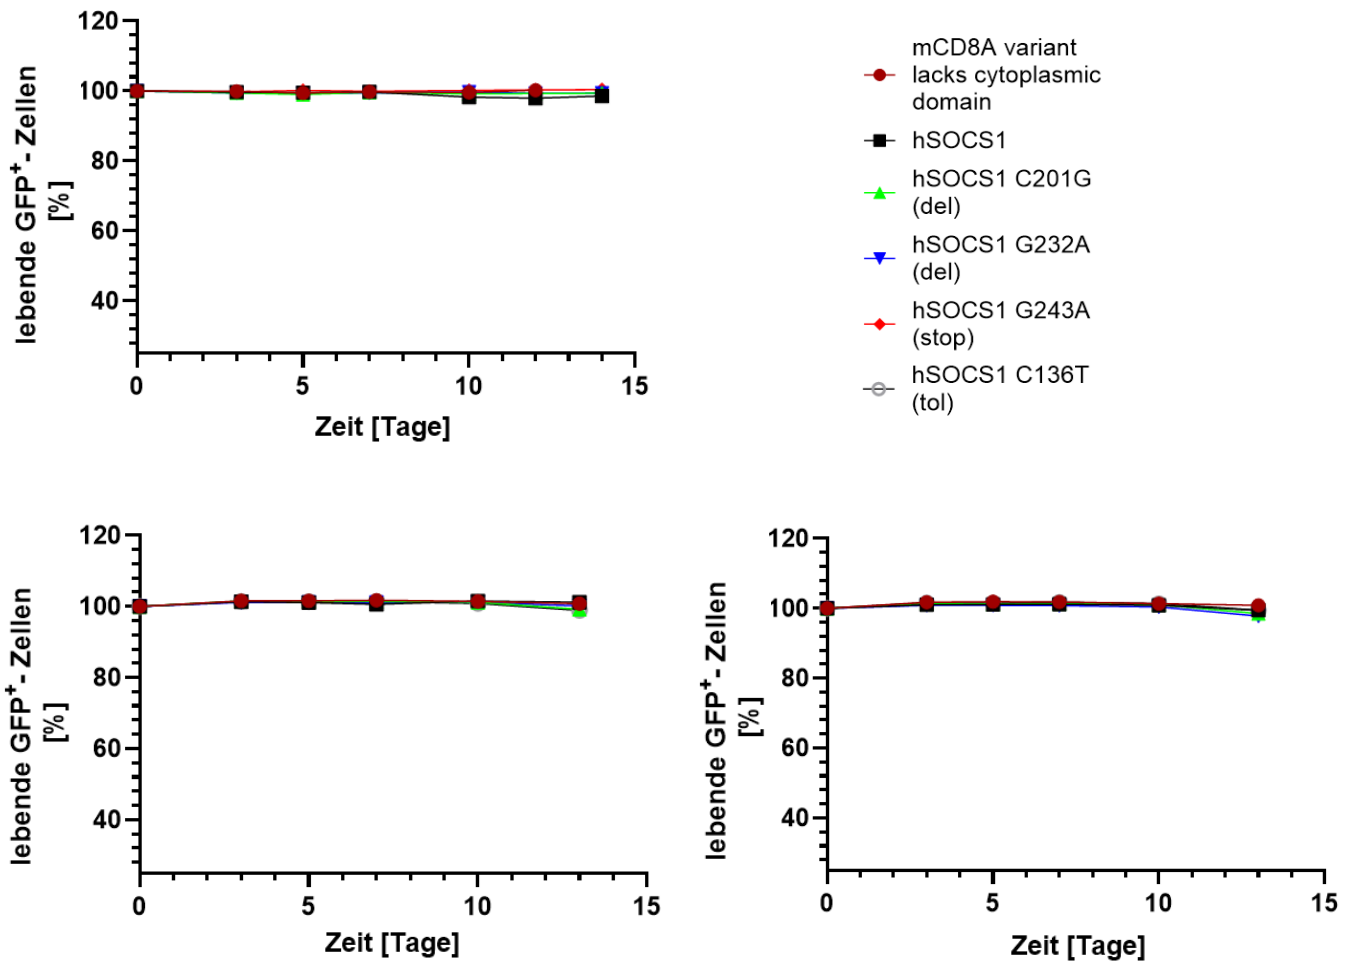 120
100
80
60
40
lebende GFP⁺- Zellen
[%]
0
5
10
15
Zeit [Tage]
mCD8A variant
lacks cytoplasmic
domain
hSOCS1
hSOCS1 C201G
(del)
hSOCS1 G232A
(del)
hSOCS1 G243A
(stop)
hSOCS1 C136T
(tol)
120
100
80
60
40
lebende GFP⁺- Zellen
[%]
0
5
10
15
Zeit [Tage]
120
100
80
60
40
lebende GFP⁺- Zellen
[%]
0
5
10
15
Zeit [Tage]